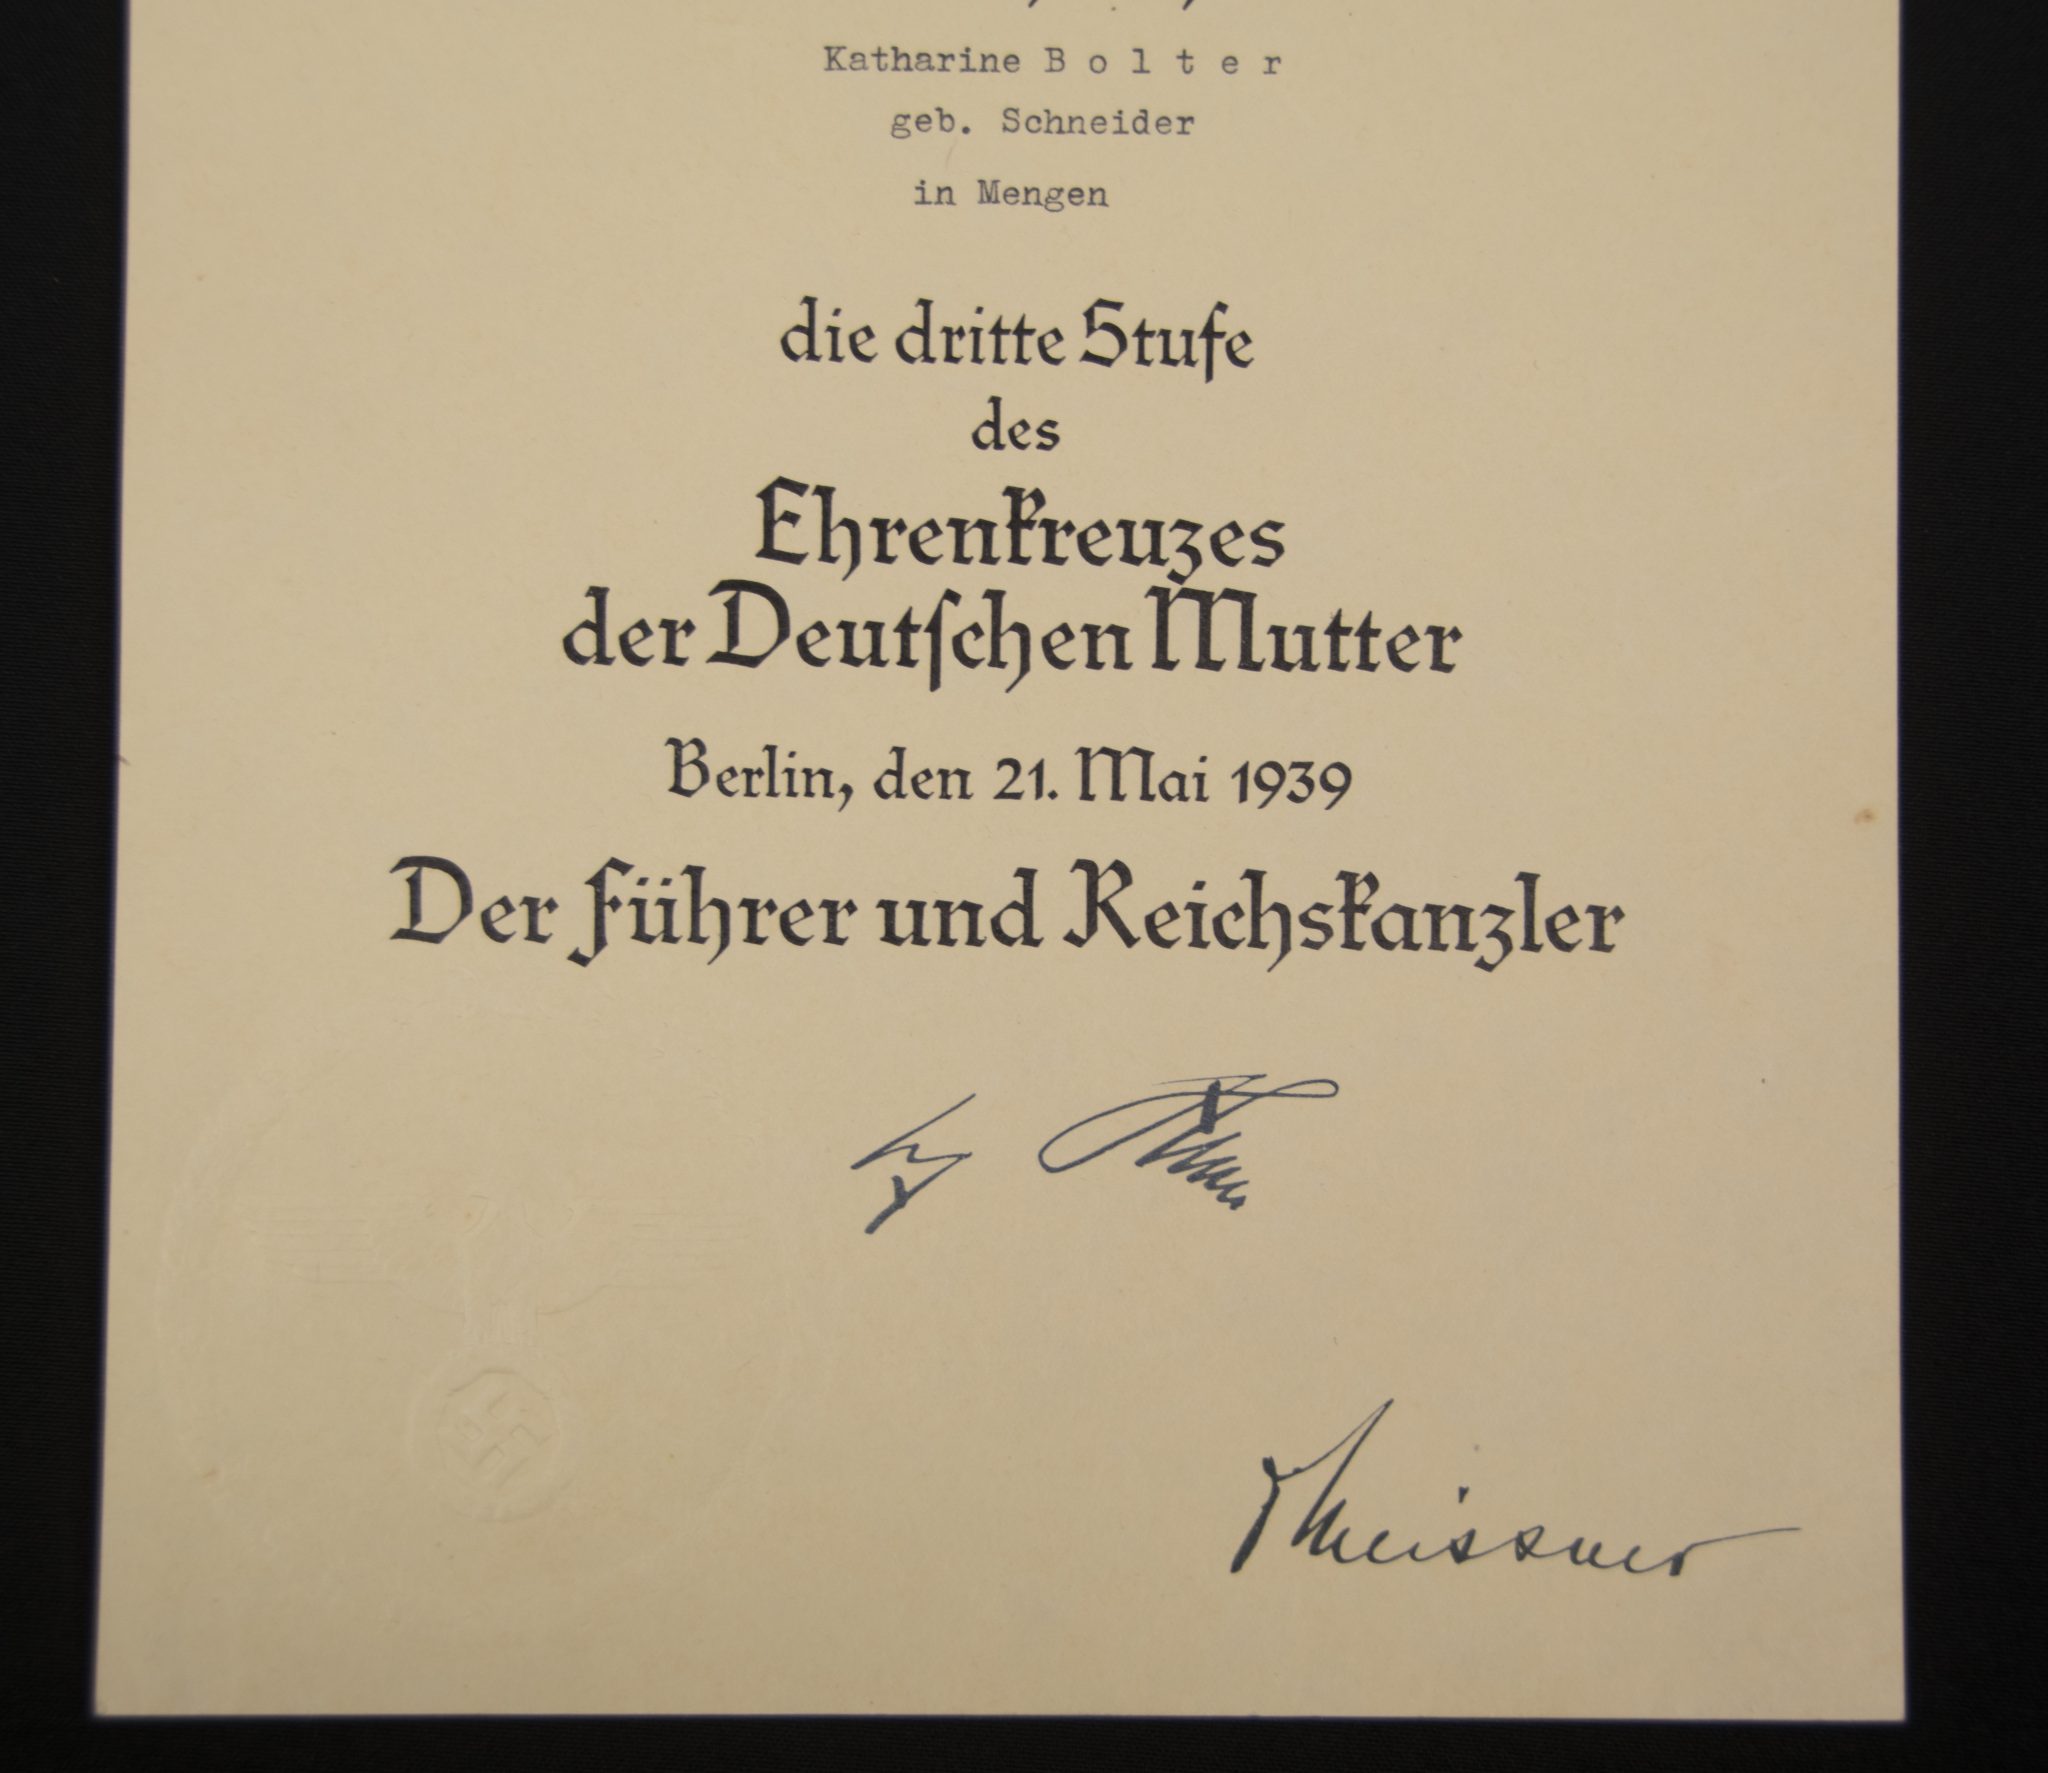 Katharine B o l t e r
geb. Schneider
in Mengen
die dritte Stufe
des
Ehrenkreuzes
der Deutschen Mutter
Berlin, den 21. Mai 1939
Der Führer und Reichskanzler
Meissner